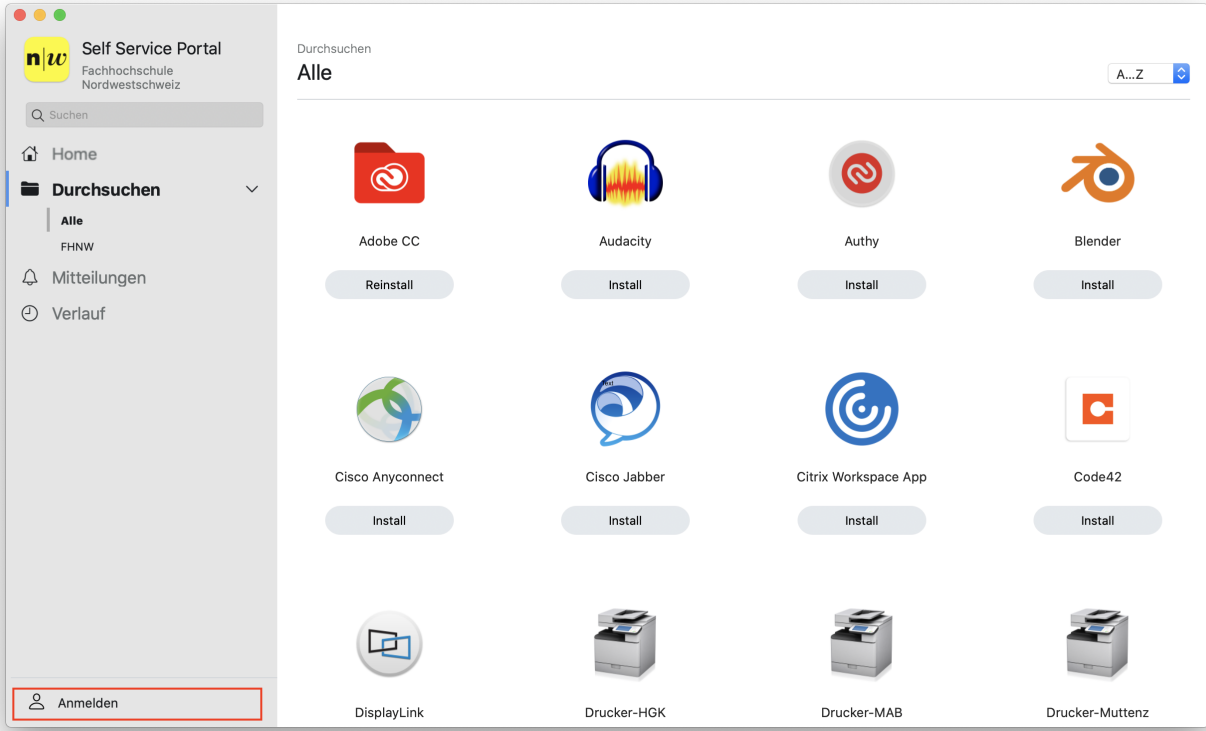 n|w
Self Service Portal
Fachhochschule
Nordwestschweiz
Suchen
Home
Durchsuchen
Alle
FHNW
Mitteilungen
Verlauf
Anmelden
Durchsuchen
Alle
A...Z
Adobe CC
Audacity
Authy
Blender
Reinstall
Install
Install
Install
text
Cisco Anyconnect
Cisco Jabber
Citrix Workspace App
Code42
Install
Install
Install
Install
DisplayLink
Drucker-HGK
Drucker-MAB
Drucker-Muttenz